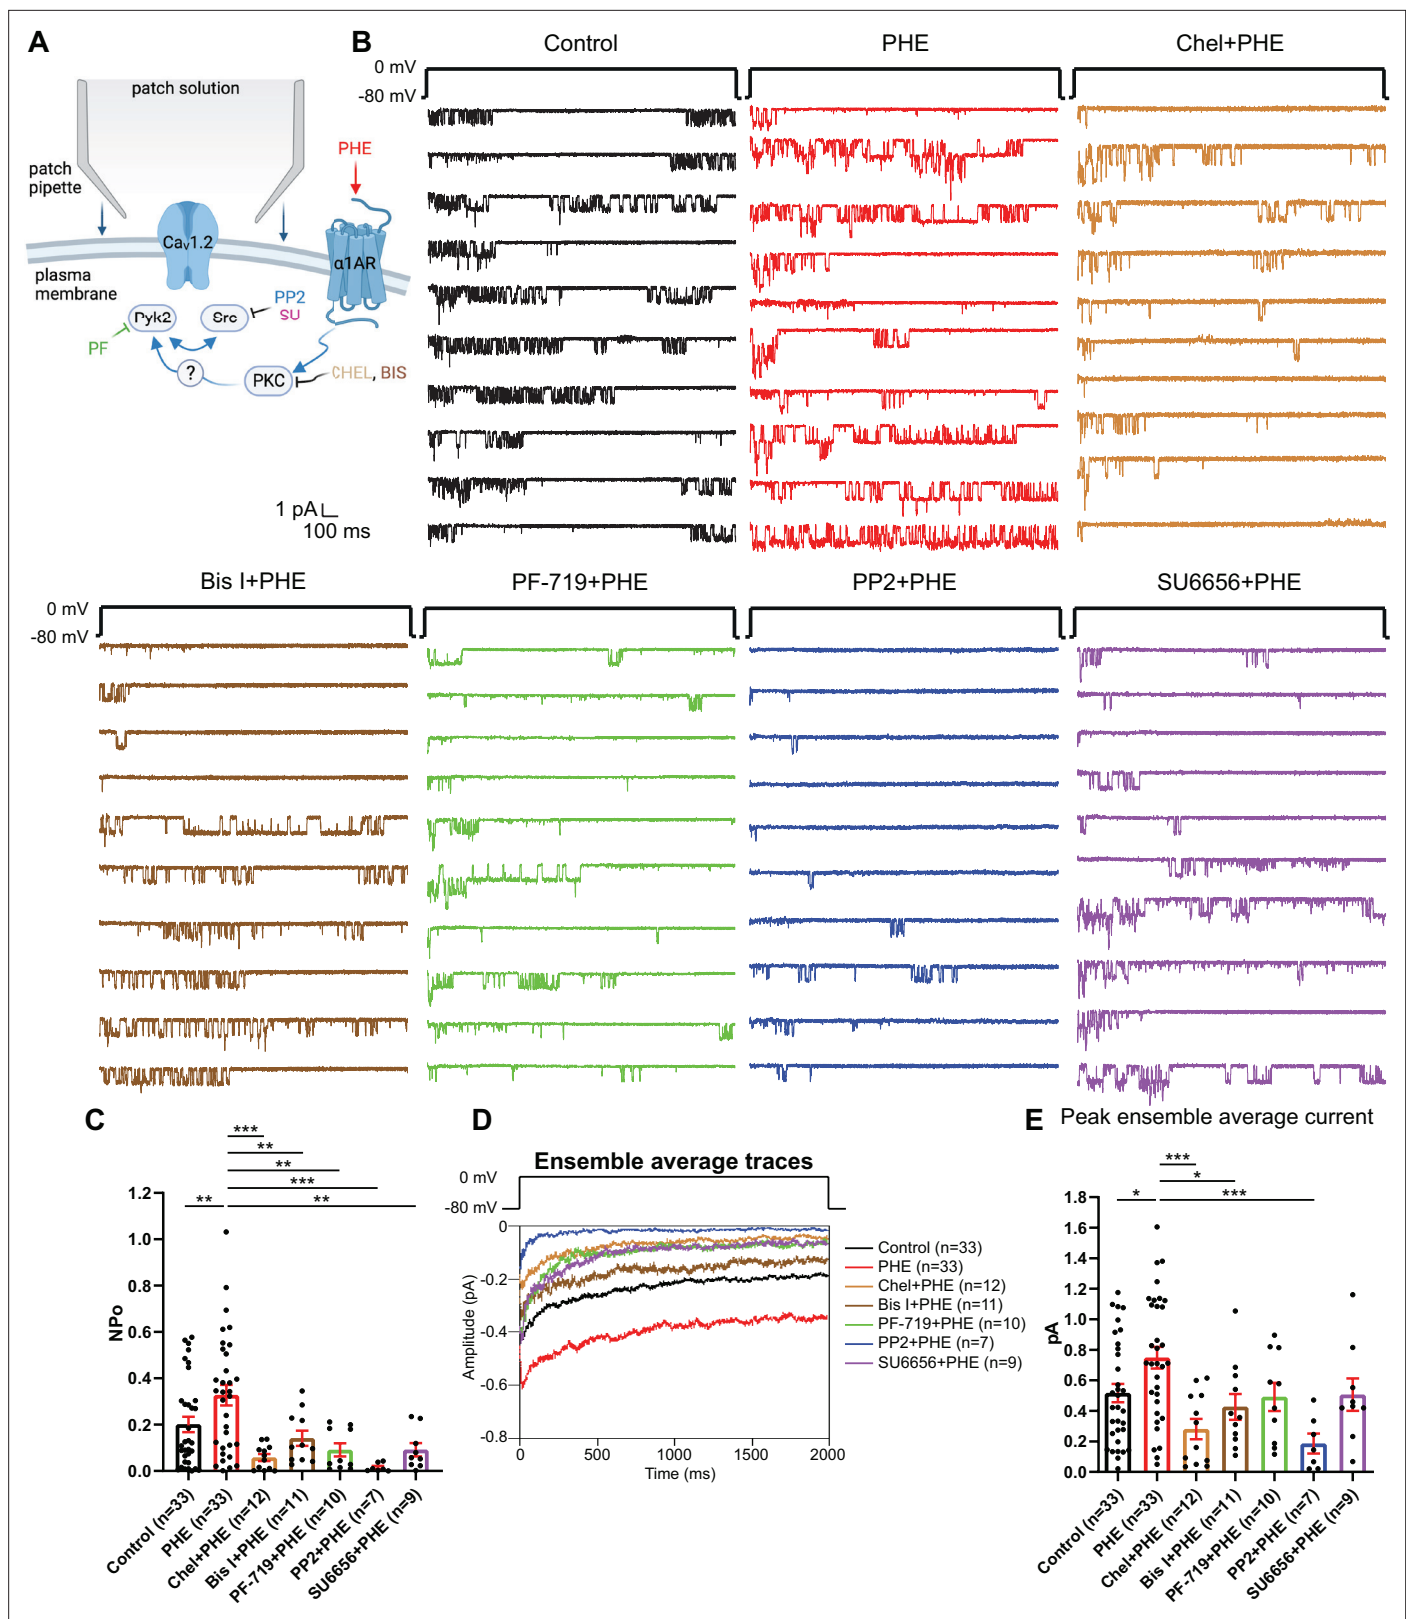 A
patch solution
patch
pipette
PHE
Cav1.2
α1AR
plasma
membrane
Pyk2
Src
PP2
SU
PF
?
PKC
CHEL, BIS
1 pA
100 ms
B
Control
PHE
Chel+PHE
0 mV
-80 mV
Bis I+PHE
PF-719+PHE
PP2+PHE
SU6656+PHE
0 mV
-80 mV
C
***
**
**
***
**
**
NPo
1.2
1.0
0.8
0.6
0.4
0.2
0.0
Control (n=33)
PHE (n=33)
Chel+PHE (n=12)
Bis I+PHE (n=11)
PF-719+PHE (n=10)
PP2+PHE (n=7)
SU6656+PHE (n=9)
D
Ensemble average traces
0 mV
-80 mV
Amplitude (pA)
0
-0.2
-0.4
-0.6
-0.8
0
500
1000
1500
2000
Time (ms)
Control (n=33)
PHE (n=33)
Chel+PHE (n=12)
Bis I+PHE (n=11)
PF-719+PHE (n=10)
PP2+PHE (n=7)
SU6656+PHE (n=9)
E
Peak ensemble average current
***
*
*
***
pA
1.8
1.6
1.4
1.2
1.0
0.8
0.6
0.4
0.2
0.0
Control (n=33)
PHE (n=33)
Chel+PHE (n=12)
Bis I+PHE (n=11)
PF-719+PHE (n=10)
PP2+PHE (n=7)
SU6656+PHE (n=9)